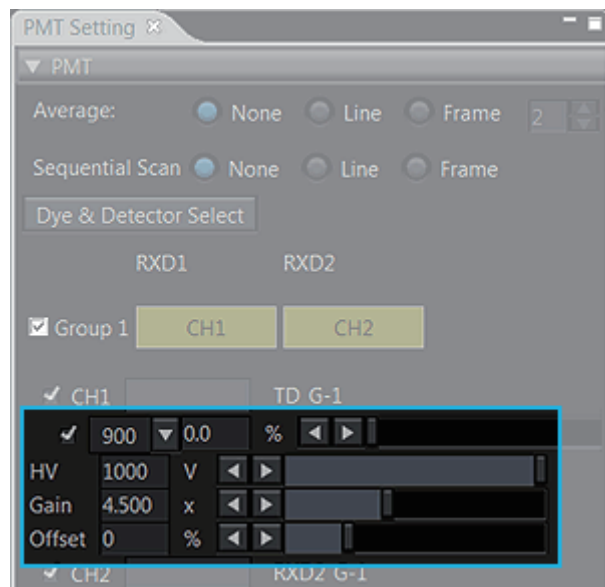 PMT Setting
PMT
Average: None Line Frame 2
Sequential Scan None Line Frame
Dye & Detector Select
RXD1 RXD2
Group 1 CH1 CH2
CH1 TD G-1
900 0.0 %
HV 1000 V
Gain 4.500 x
Offset 0 %
CH2 RXD2 G-1